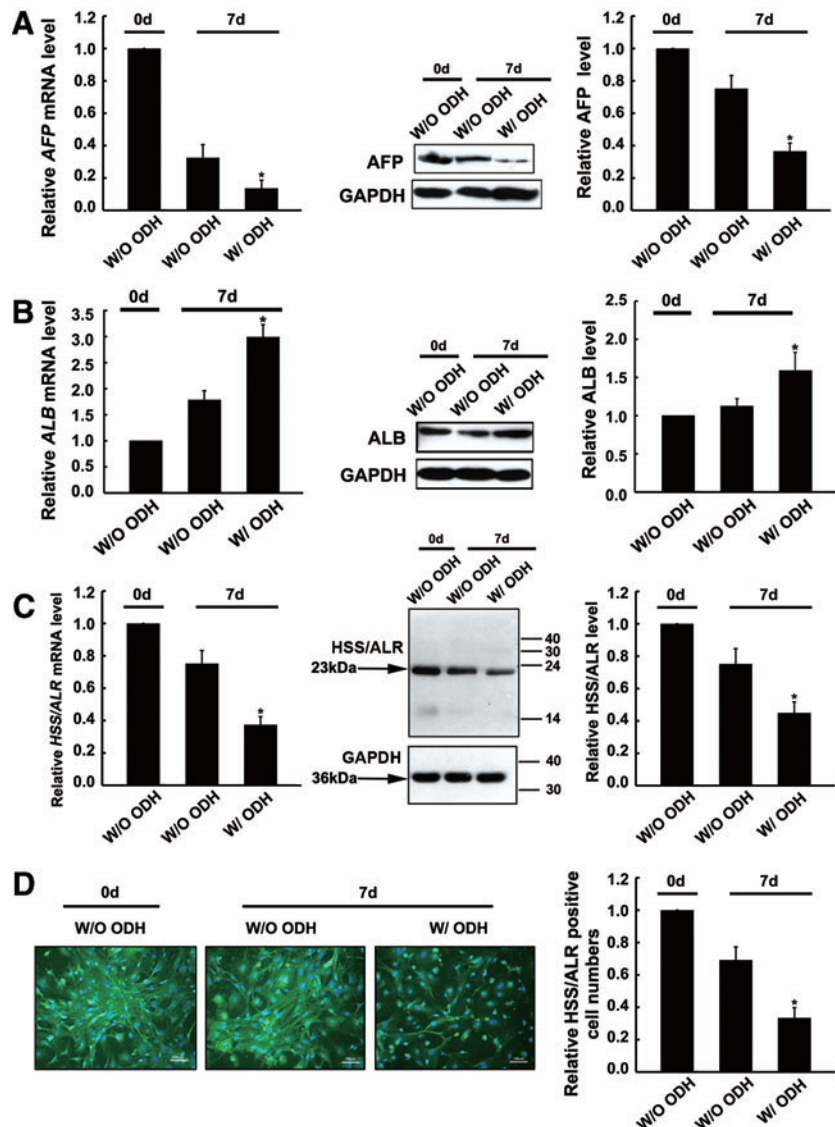 A
0d
7d
Relative AFP mRNA level
1.2
1.0
0.8
0.6
0.4
0.2
0.0
*
W/O ODH
W/O ODH
W/ ODH
0d
7d
W/O ODH
W/O ODH
W/ ODH
AFP
GAPDH
0d
7d
Relative AFP level
1.2
1.0
0.8
0.6
0.4
0.2
0.0
*
W/O ODH
W/O ODH
W/ ODH
B
0d
7d
Relative ALB mRNA level
3.5
3.0
2.5
2.0
1.5
1.0
0.5
0.0
*
W/O ODH
W/O ODH
W/ ODH
0d
7d
W/O ODH
W/O ODH
W/ ODH
ALB
GAPDH
0d
7d
Relative ALB level
2.5
2.0
1.5
1.0
0.5
0.0
*
W/O ODH
W/O ODH
W/ ODH
C
0d
7d
Relative HSS/ALR mRNA level
1.2
1.0
0.8
0.6
0.4
0.2
0.0
*
W/O ODH
W/O ODH
W/ ODH
0d
7d
W/O ODH
W/O ODH
W/ ODH
HSS/ALR
23kDa
40
30
24
14
GAPDH
36kDa
40
30
0d
7d
Relative HSS/ALR level
1.2
1.0
0.8
0.6
0.4
0.2
0.0
*
W/O ODH
W/O ODH
W/ ODH
D
0d
7d
W/O ODH
W/O ODH
W/ ODH
0d
7d
Relative HSS/ALR positive
cell numbers
1.2
1.0
0.8
0.6
0.4
0.2
0.0
*
W/O ODH
W/O ODH
W/ ODH